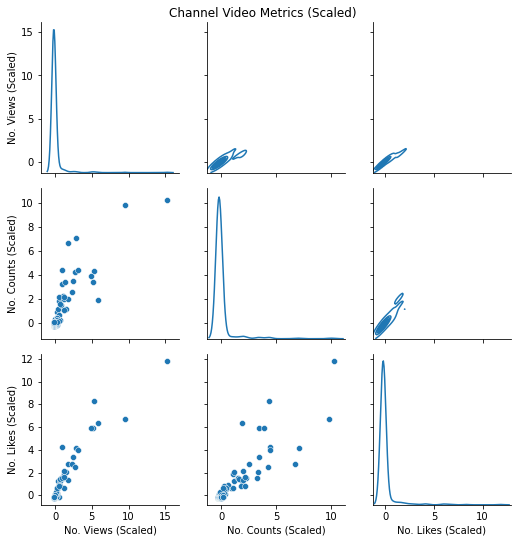 Channel Video Metrics (Scaled)
No. Views (Scaled)
15
10
5
0
No. Counts (Scaled)
10
8
6
4
2
0
No. Likes (Scaled)
12
10
8
6
4
2
0
0 5 10 15
0 5 10
0 5 10
No. Views (Scaled) No. Counts (Scaled) No. Likes (Scaled)